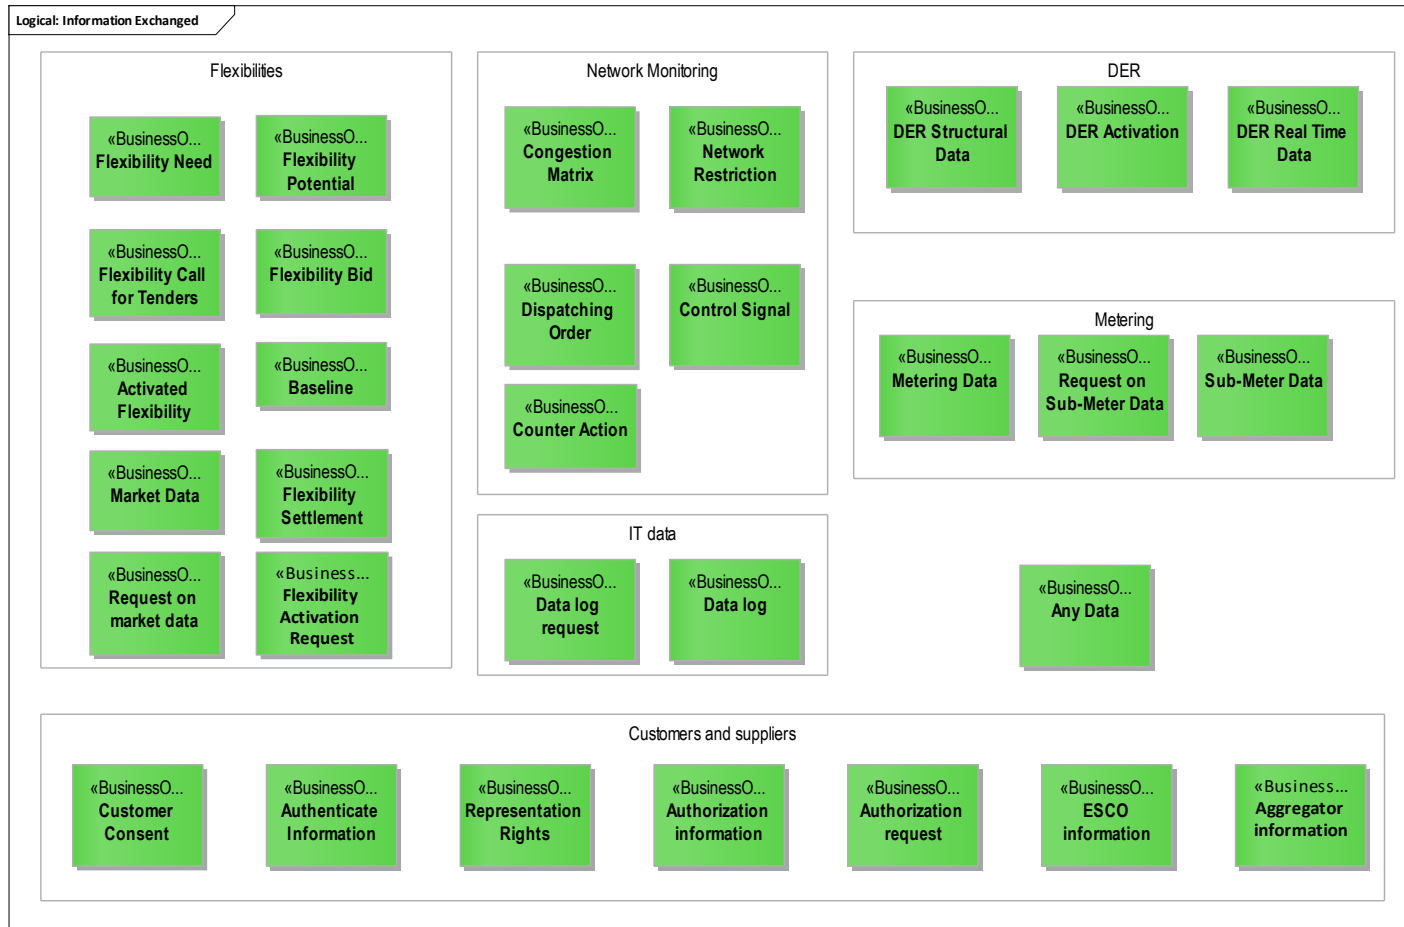 Logical: Information Exchanged
Flexibilities
«BusinessO...
Flexibility Need
«BusinessO...
Flexibility
Potential
«BusinessO...
Flexibility Call
for Tenders
«BusinessO...
Flexibility Bid
«BusinessO...
Activated
Flexibility
«BusinessO...
Baseline
«BusinessO...
Market Data
«BusinessO...
Flexibility
Settlement
«BusinessO...
Request on
market data
«Business...
Flexibility
Activation
Request
Network Monitoring
«BusinessO...
Congestion
Matrix
«BusinessO...
Network
Restriction
«BusinessO...
Dispatching
Order
«BusinessO...
Control Signal
«BusinessO...
Counter Action
IT data
«BusinessO...
Data log
request
«BusinessO...
Data log
DER
«BusinessO...
DER Structural
Data
«BusinessO...
DER Activation
«BusinessO...
DER Real Time
Data
Metering
«BusinessO...
Metering Data
«BusinessO...
Request on
Sub-Meter Data
«BusinessO...
Sub-Meter Data
«BusinessO...
Any Data
Customers and suppliers
«BusinessO...
Customer
Consent
«BusinessO...
Authenticate
Information
«BusinessO...
Representation
Rights
«BusinessO...
Authorization
information
«BusinessO...
Authorization
request
«BusinessO...
ESCO
information
«Business...
Aggregator
information